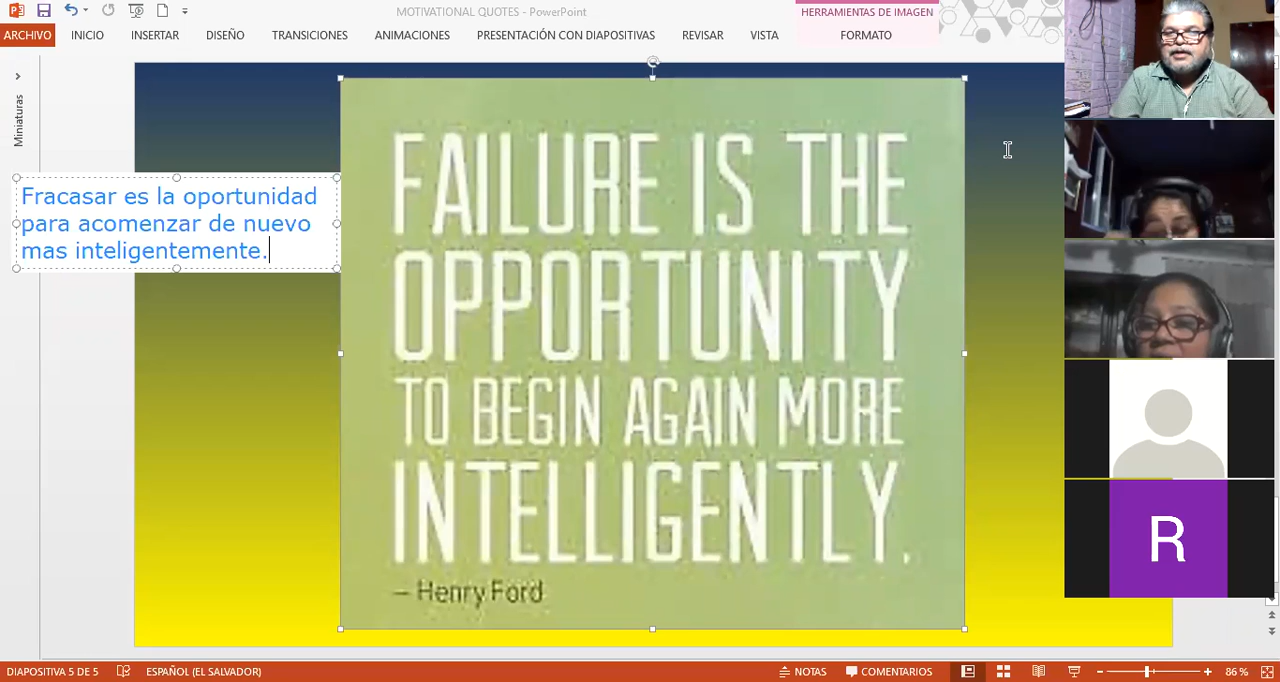 MOTIVATIONAL QUOTES - PowerPoint
HERRAMIENTAS DE IMAGEN
ARCHIVO INICIO INSERTAR DISEÑO TRANSICIONES ANIMACIONES PRESENTACIÓN CON DIAPOSITIVAS REVISAR VISTA FORMATO
Miniaturas
Fracasar es la oportunidad
para acomenzar de nuevo
mas inteligentemente.
FAILURE IS THE
OPPORTUNITY
TO BEGIN AGAIN MORE
INTELLIGENTLY.
– Henry Ford
R
DIAPOSITIVA 5 DE 5 ESPAÑOL (EL SALVADOR) NOTAS COMENTARIOS 86 %